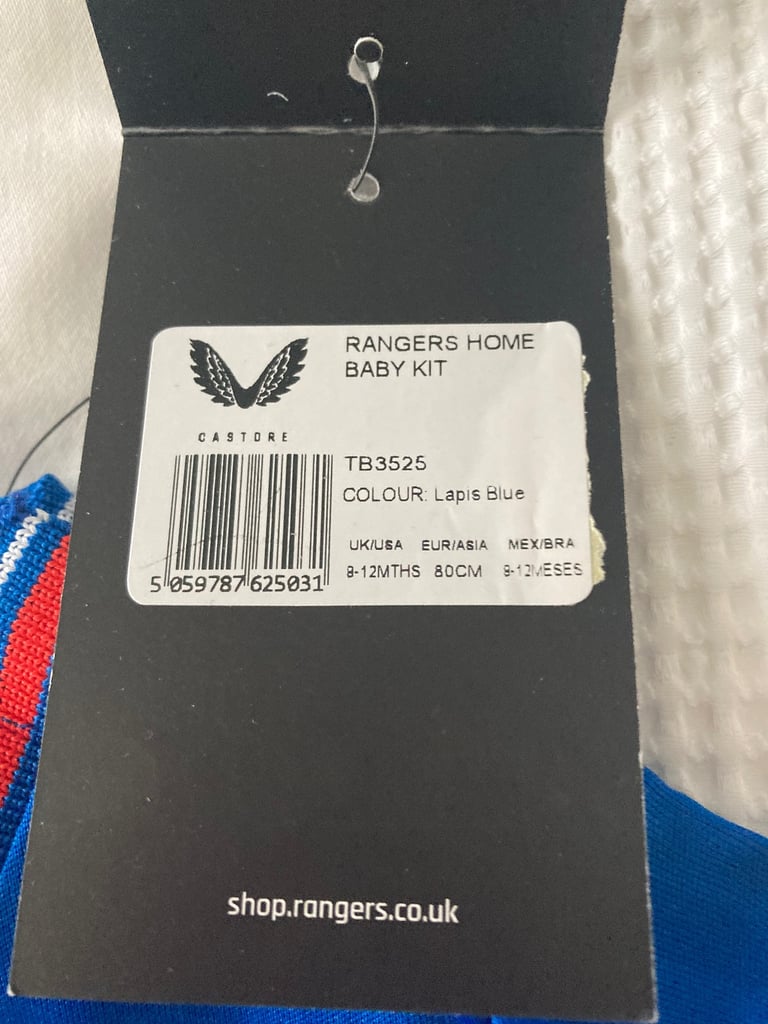 RANGERS HOME
BABY KIT
CASTORE
TB3525
COLOUR: Lapis Blue
UK/USA EUR/ASIA MEX/BRA
9-12MTHS 80CM 9-12MESES
5 059787 625031
shop.rangers.co.uk